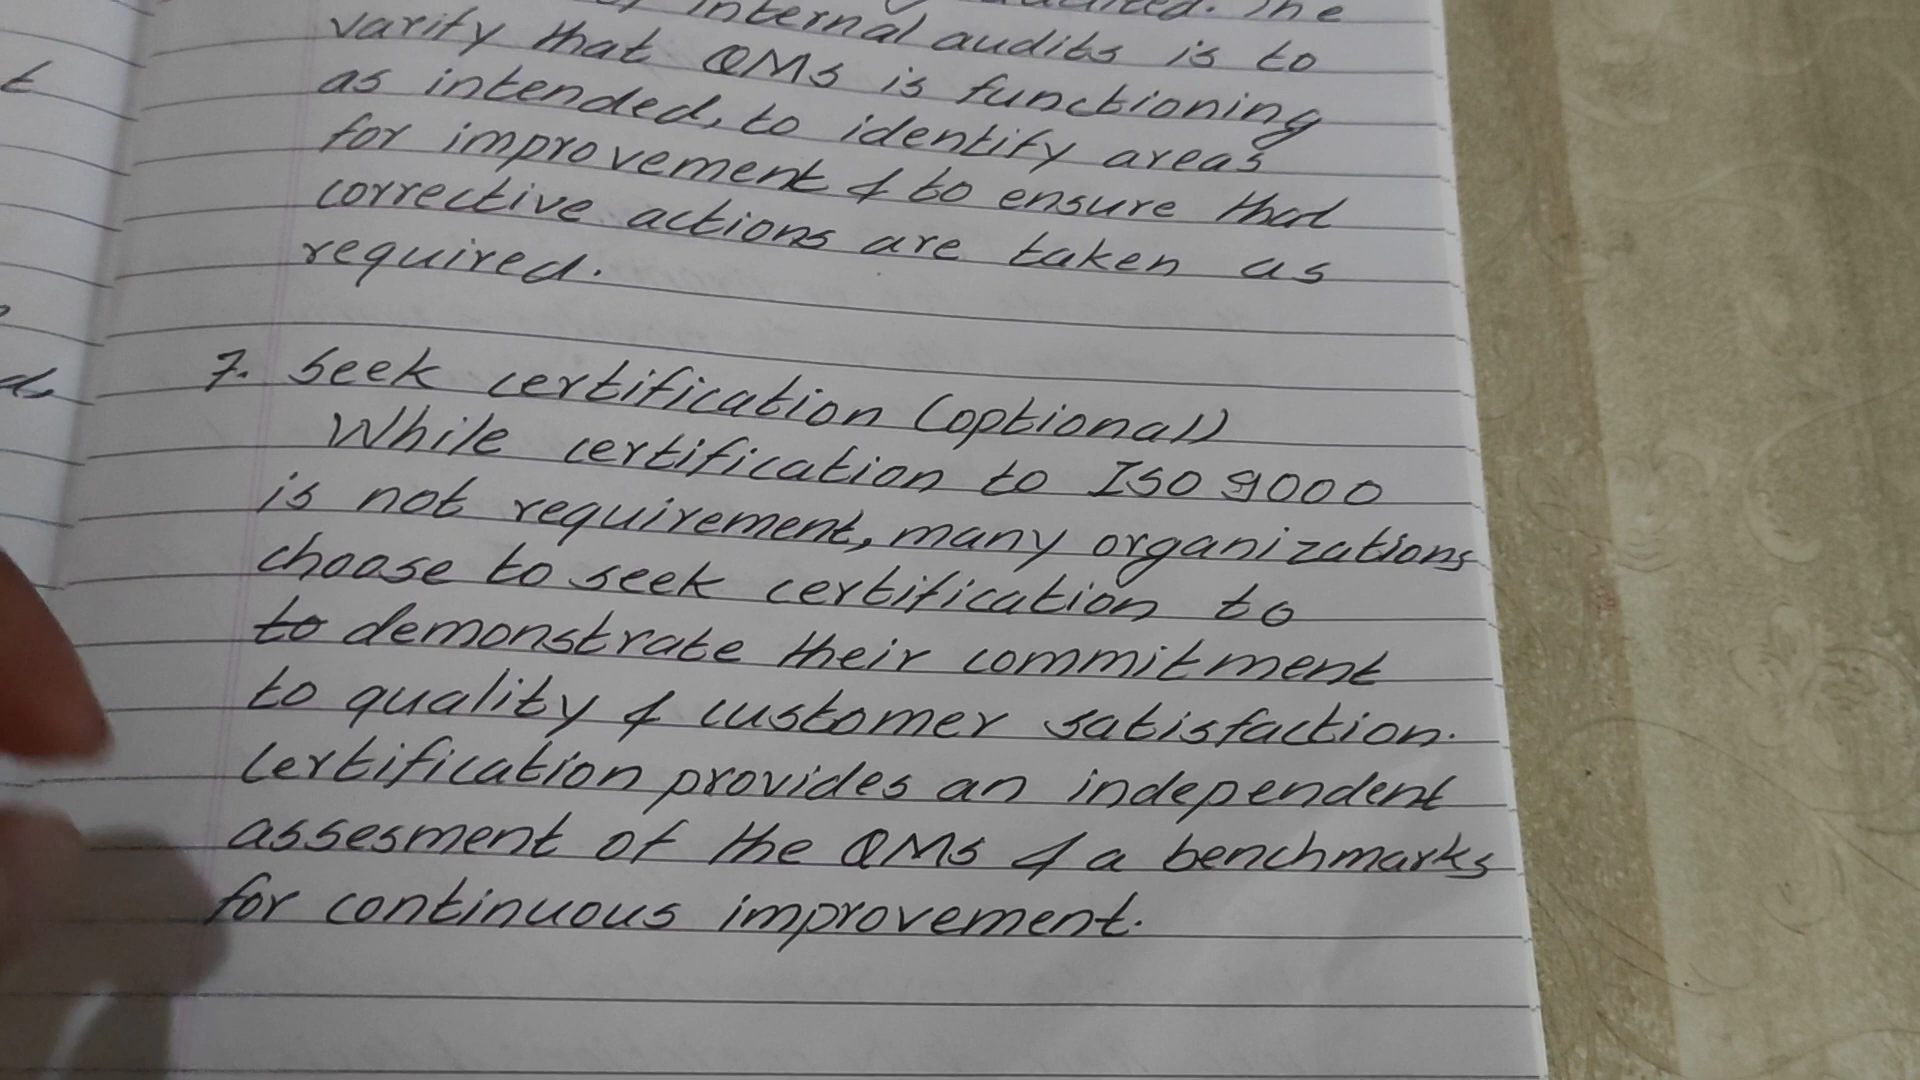 internal audits is to
varify that QMS is functioning
as intended, to identify areas
for improvement & to ensure that
corrective actions are taken as
required.
7. Seek certification (optional)
While certification to ISO 9000
is not requirement, many organizations
choose to seek certification to
to demonstrate their commitment
to quality & customer satisfaction.
Certification provides an independent
assesment of the QMS & a benchmarks
for continuous improvement.